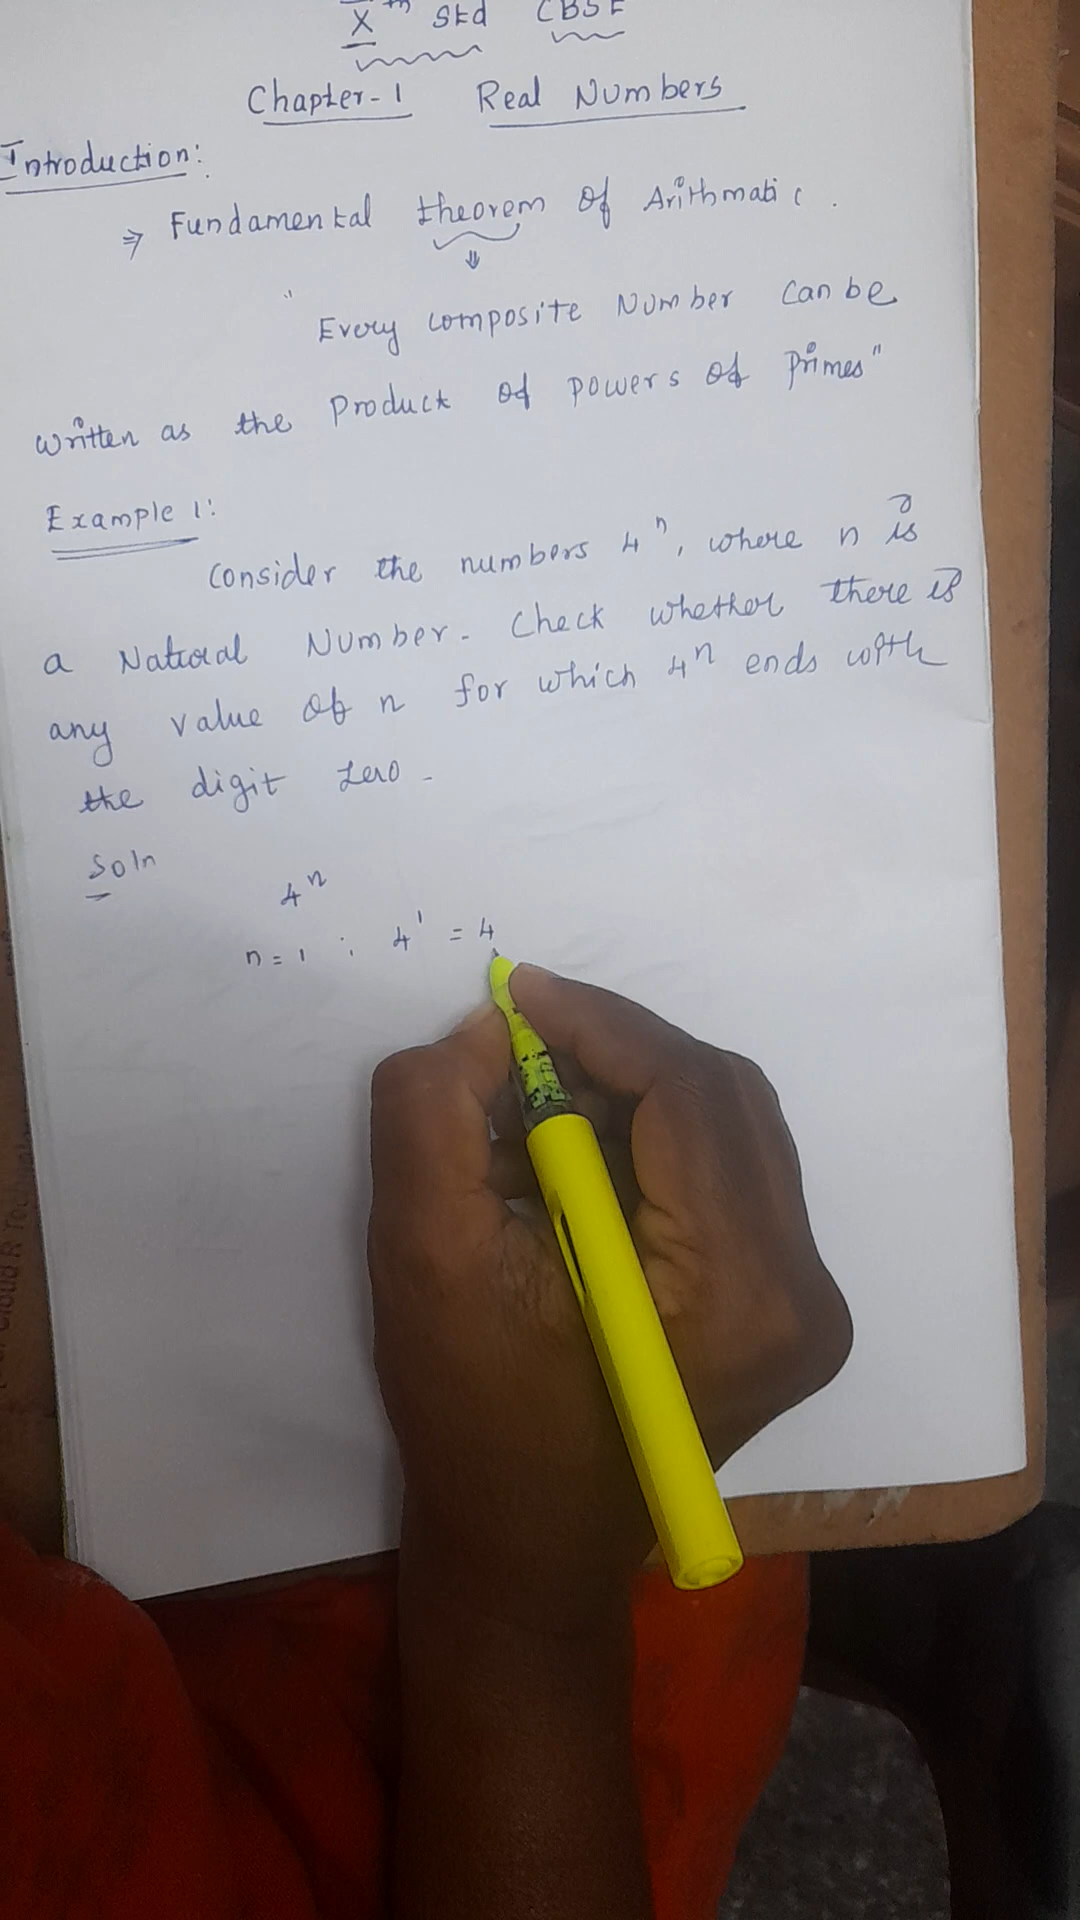 X th Std CBSE
Chapter-1 Real Numbers
Introduction:
⇒ Fundamental theorem of Arithmatic.
⇓
"Every composite Number can be
written as the Product of powers of Primes"
Example 1:
Consider the numbers 4ⁿ, where n is
a Natural Number. Check whether there is
any value of n for which 4ⁿ ends with
the digit zero.
Soln
4ⁿ
n = 1 : 4¹ = 4